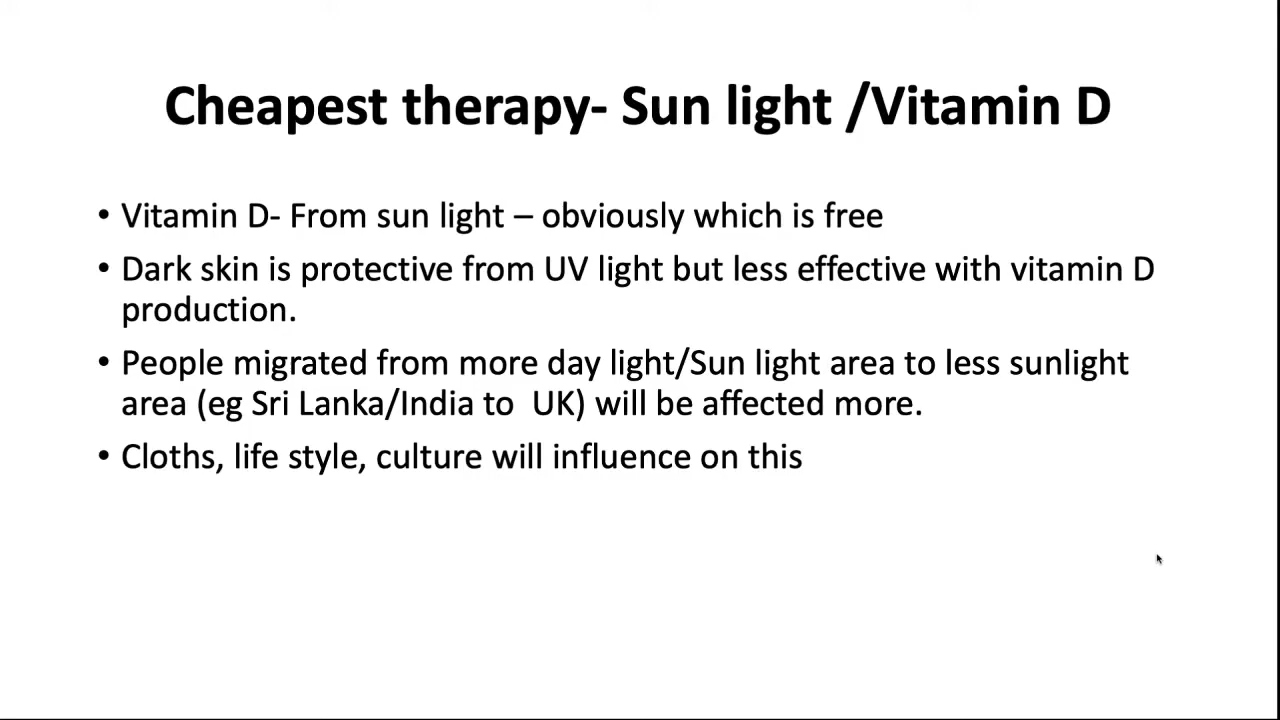 Cheapest therapy- Sun light /Vitamin D
• Vitamin D- From sun light – obviously which is free
• Dark skin is protective from UV light but less effective with vitamin D
production.
• People migrated from more day light/Sun light area to less sunlight
area (eg Sri Lanka/India to  UK) will be affected more.
• Cloths, life style, culture will influence on this